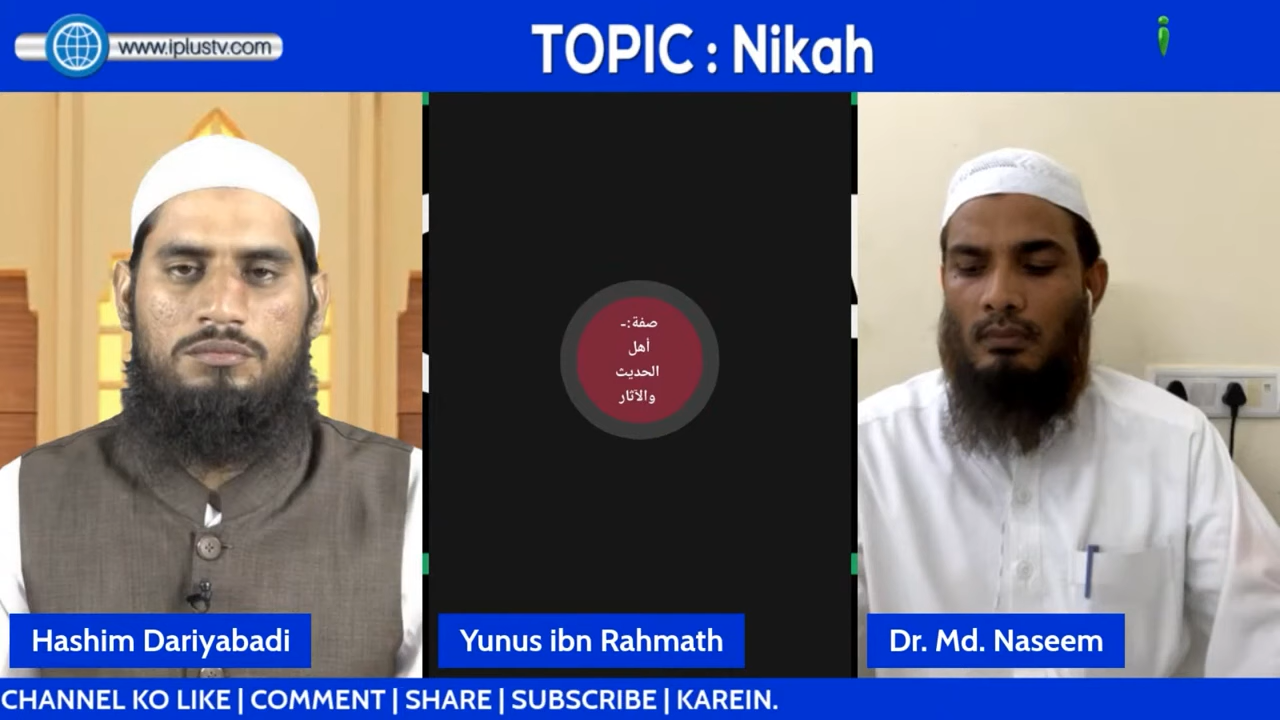 www.iplustv.com
TOPIC : Nikah
صفة:-
أهل
الحديث
والآثار
Hashim Dariyabadi
Yunus ibn Rahmath
Dr. Md. Naseem
CHANNEL KO LIKE | COMMENT | SHARE | SUBSCRIBE | KAREIN.